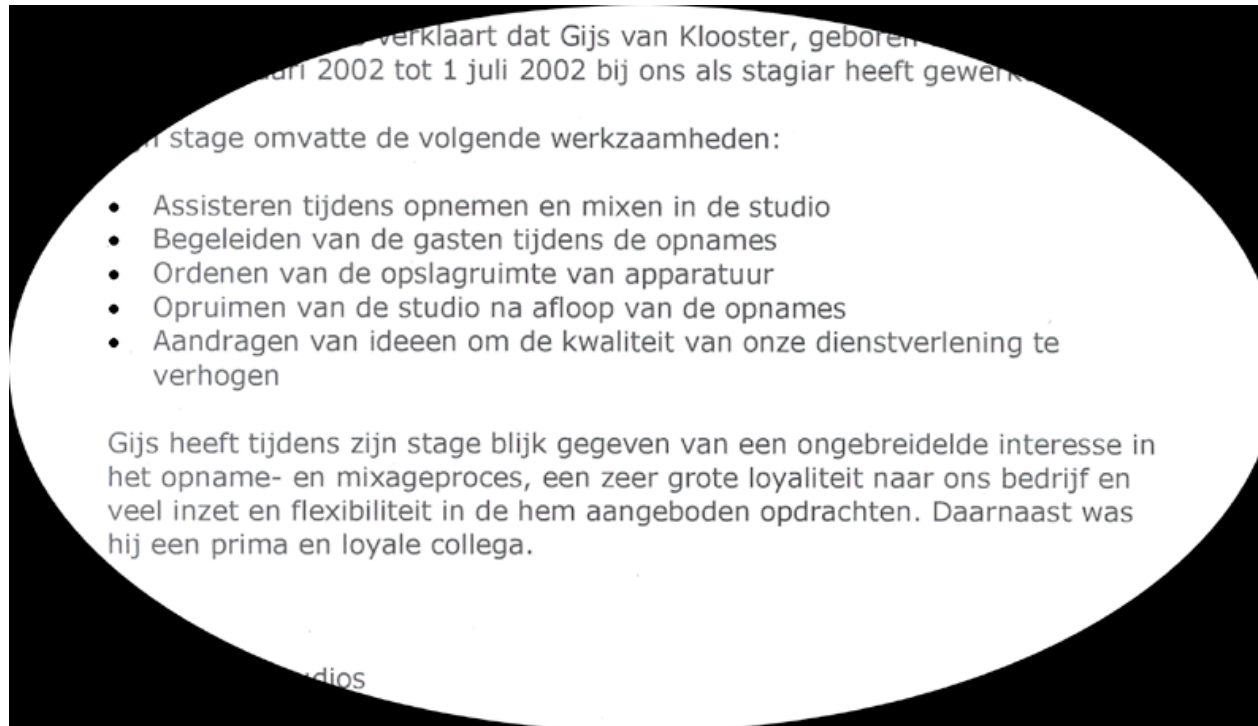 verklaart dat Gijs van Klooster, geboren
2002 tot 1 juli 2002 bij ons als stagiar heeft
stage omvatte de volgende werkzaamheden:
• Assisteren tijdens opnemen en mixen in de studio
• Begeleiden van de gasten tijdens de opnames
• Ordenen van de opslagruimte van apparatuur
• Opruimen van de studio na afloop van de opnames
• Aandragen van ideeen om de kwaliteit van onze dienstverlening te
verhogen
Gijs heeft tijdens zijn stage blijk gegeven van een ongebreidelde interesse in
het opname- en mixageproces, een zeer grote loyaliteit naar ons bedrijf en
veel inzet en flexibiliteit in de hem aangeboden opdrachten. Daarnaast was
hij een prima en loyale collega.